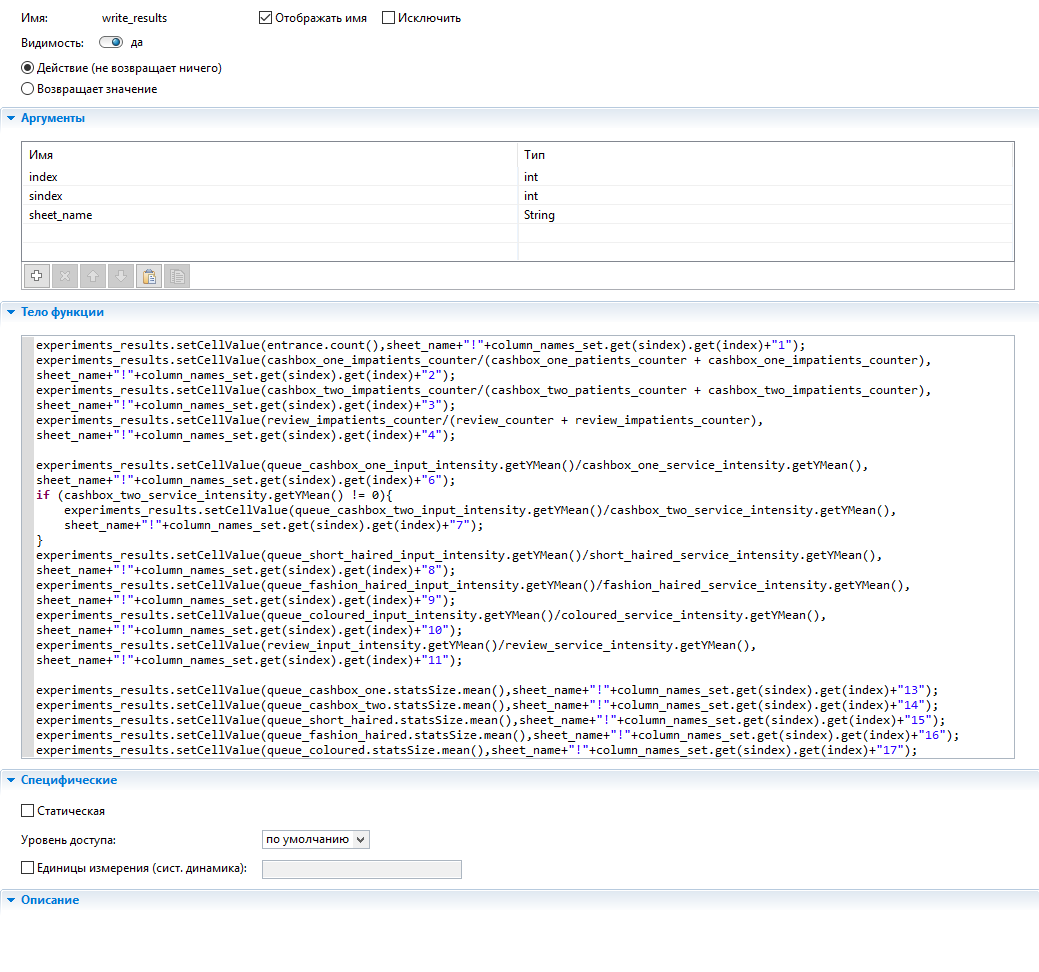 Имя: write_results Отображать имя Исключить
Видимость: да
Действие (не возвращает ничего)
Возвращает значение
Аргументы
Имя Тип
index int
sindex int
sheet_name String
Тело функции
experiments_results.setCellValue(entrance.count(),sheet_name+"!"+column_names_set.get(sindex).get(index)+"1");
experiments_results.setCellValue(cashbox_one_impatients_counter/(cashbox_one_patients_counter + cashbox_one_impatients_counter),
sheet_name+"!"+column_names_set.get(sindex).get(index)+"2");
experiments_results.setCellValue(cashbox_two_impatients_counter/(cashbox_two_patients_counter + cashbox_two_impatients_counter),
sheet_name+"!"+column_names_set.get(sindex).get(index)+"3");
experiments_results.setCellValue(review_impatients_counter/(review_counter + review_impatients_counter),
sheet_name+"!"+column_names_set.get(sindex).get(index)+"4");
experiments_results.setCellValue(queue_cashbox_one_input_intensity.getYMean()/cashbox_one_service_intensity.getYMean(),
sheet_name+"!"+column_names_set.get(sindex).get(index)+"6");
if (cashbox_two_service_intensity.getYMean() != 0){
experiments_results.setCellValue(queue_cashbox_two_input_intensity.getYMean()/cashbox_two_service_intensity.getYMean(),
sheet_name+"!"+column_names_set.get(sindex).get(index)+"7");
}
experiments_results.setCellValue(queue_short_haired_input_intensity.getYMean()/short_haired_service_intensity.getYMean(),
sheet_name+"!"+column_names_set.get(sindex).get(index)+"8");
experiments_results.setCellValue(queue_fashion_haired_input_intensity.getYMean()/fashion_haired_service_intensity.getYMean(),
sheet_name+"!"+column_names_set.get(sindex).get(index)+"9");
experiments_results.setCellValue(queue_coloured_input_intensity.getYMean()/coloured_service_intensity.getYMean(),
sheet_name+"!"+column_names_set.get(sindex).get(index)+"10");
experiments_results.setCellValue(review_input_intensity.getYMean()/review_service_intensity.getYMean(),
sheet_name+"!"+column_names_set.get(sindex).get(index)+"11");
experiments_results.setCellValue(queue_cashbox_one.statsSize.mean(),sheet_name+"!"+column_names_set.get(sindex).get(index)+"13");
experiments_results.setCellValue(queue_cashbox_two.statsSize.mean(),sheet_name+"!"+column_names_set.get(sindex).get(index)+"14");
experiments_results.setCellValue(queue_short_haired.statsSize.mean(),sheet_name+"!"+column_names_set.get(sindex).get(index)+"15");
experiments_results.setCellValue(queue_fashion_haired.statsSize.mean(),sheet_name+"!"+column_names_set.get(sindex).get(index)+"16");
experiments_results.setCellValue(queue_coloured.statsSize.mean(),sheet_name+"!"+column_names_set.get(sindex).get(index)+"17");
Специфические
Статическая
Уровень доступа: по умолчанию
Единицы измерения (сист. динамика):
Описание